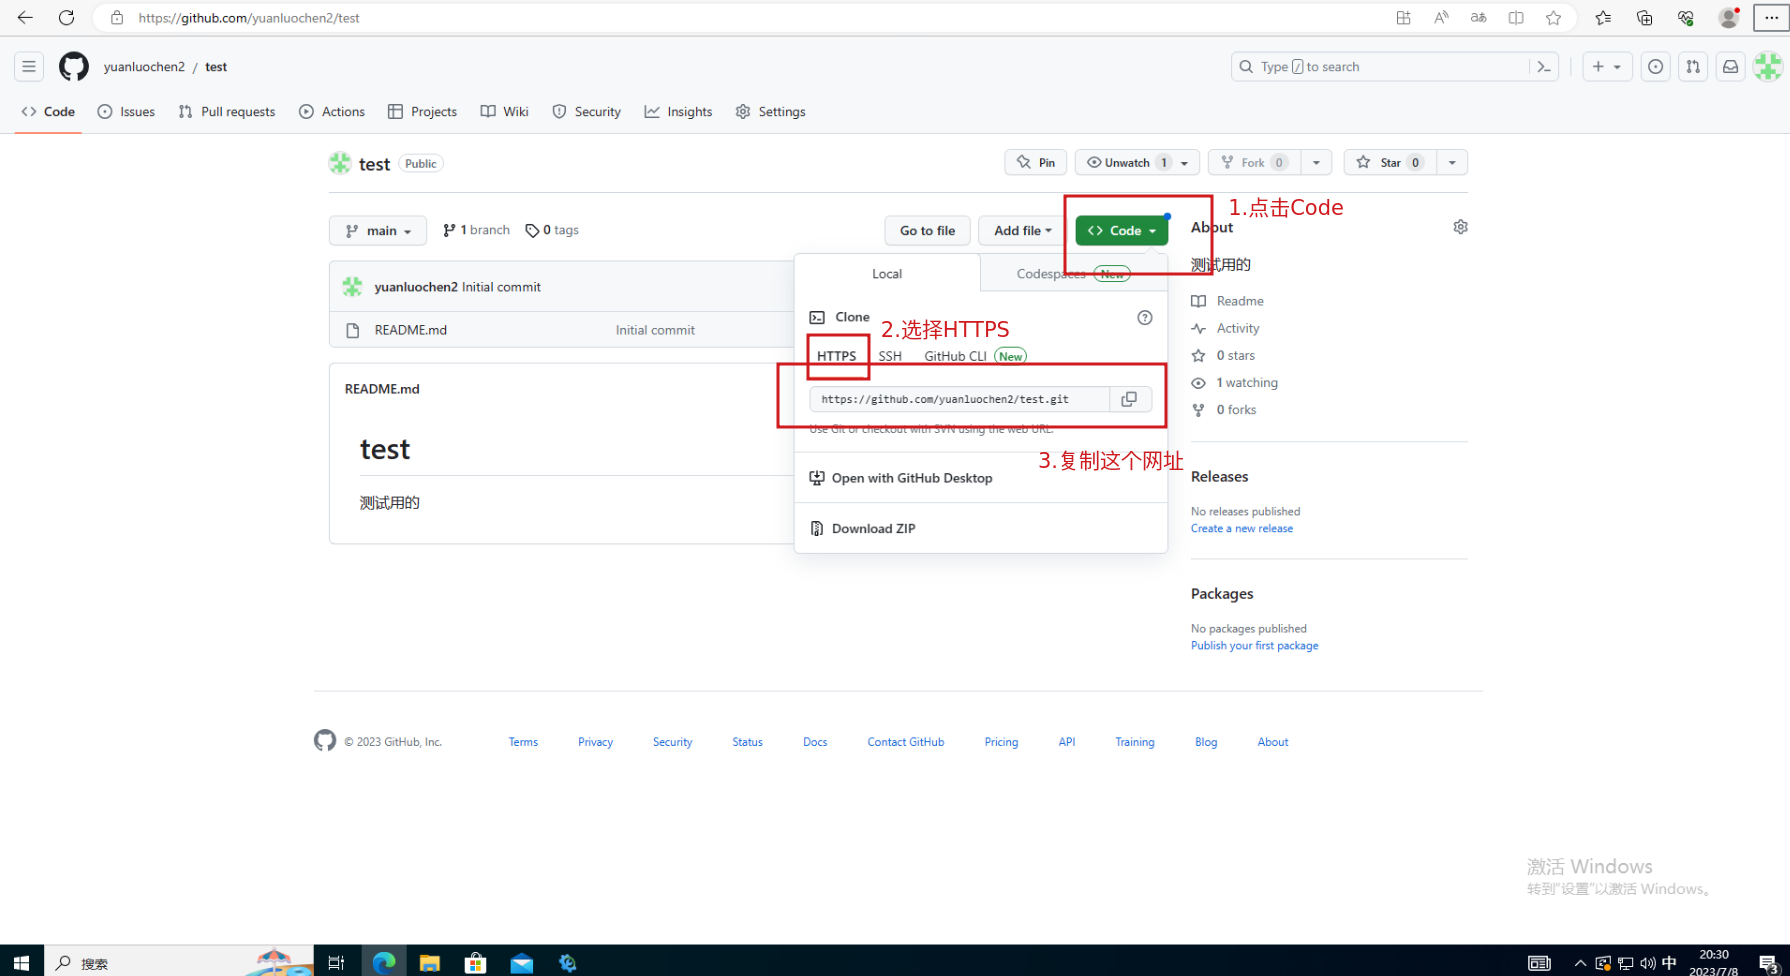 https://github.com/yuanluochen2/test
yuanluochen2 / test
Type / to search
Code Issues Pull requests Actions Projects Wiki Security Insights Settings
test Public
Pin Unwatch 1 Fork 0 Star 0
1.点击Code
main 1 branch 0 tags Go to file Add file Code
About
测试用的
Local Codespaces New
yuanluochen2 Initial commit
README.md Initial commit
Clone
2.选择HTTPS
HTTPS SSH GitHub CLI New
https://github.com/yuanluochen2/test.git
Use Git or checkout with SVN using the web URL.
3.复制这个网址
Open with GitHub Desktop
Download ZIP
README.md
test
测试用的
Readme
Activity
0 stars
1 watching
0 forks
Releases
No releases published
Create a new release
Packages
No packages published
Publish your first package
© 2023 GitHub, Inc. Terms Privacy Security Status Docs Contact GitHub Pricing API Training Blog About
激活 Windows
转到"设置"以激活 Windows。
搜索
中
20:30
2023/7/8
3